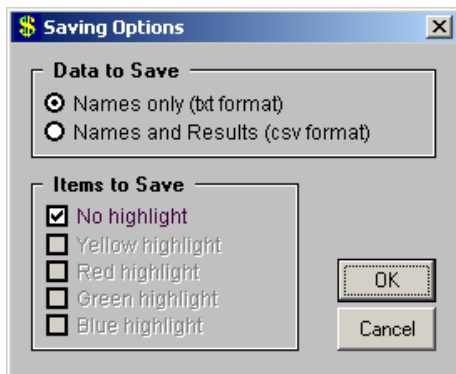 $ Saving Options
Data to Save
Names only (txt format)
Names and Results (csv format)
Items to Save
No highlight
Yellow highlight
Red highlight
Green highlight
Blue highlight
OK
Cancel